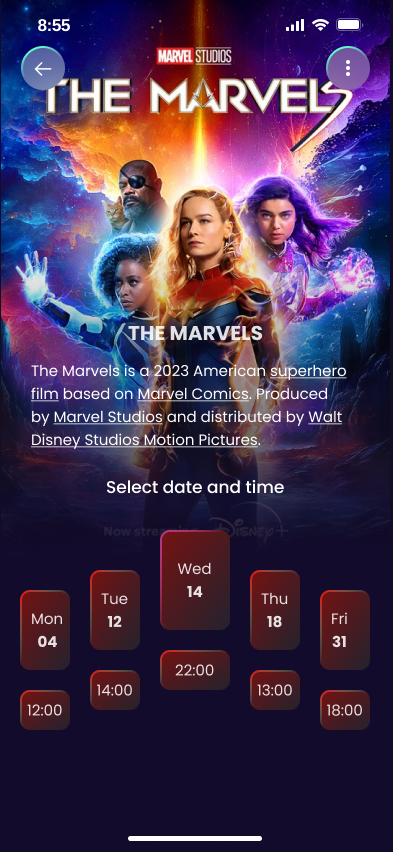 8:55
MARVEL STUDIOS
THE MARVELS
THE MARVELS
The Marvels is a 2023 American superhero
film based on Marvel Comics. Produced
by Marvel Studios and distributed by Walt
Disney Studios Motion Pictures.
Select date and time
Now streaming Disney+
Wed
14
Tue
12
Thu
18
Mon
04
Fri
31
22:00
14:00
13:00
12:00
18:00